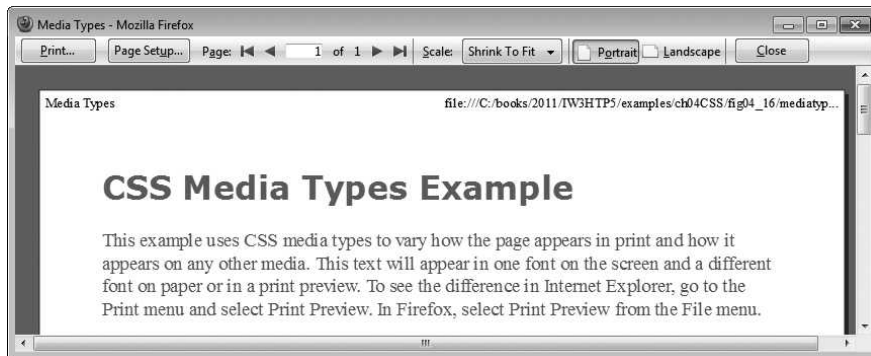 Media Types - Mozilla Firefox
Print... Page Setup... Page: 1 of 1 Scale: Shrink To Fit Portrait Landscape Close
Media Types file:///C:/books/2011/IW3HTP5/examples/ch04CSS/fig04_16/mediatyp...
CSS Media Types Example
This example uses CSS media types to vary how the page appears in print and how it
appears on any other media. This text will appear in one font on the screen and a different
font on paper or in a print preview. To see the difference in Internet Explorer, go to the
Print menu and select Print Preview. In Firefox, select Print Preview from the File menu.